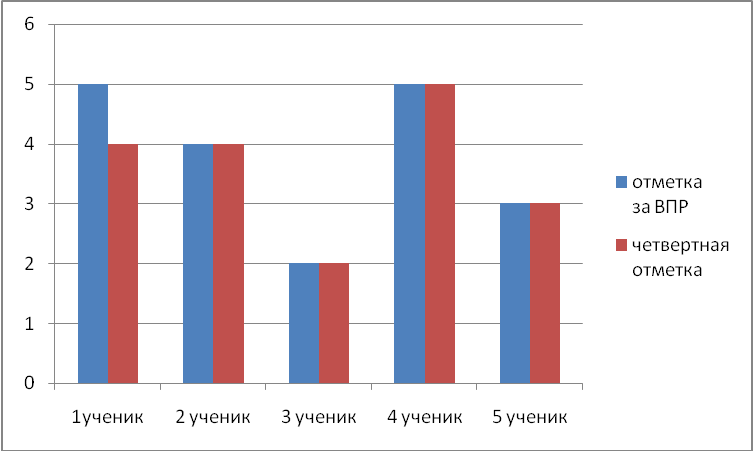 6
5
4
3
2
1
0
1ученик
2 ученик
3 ученик
4 ученик
5 ученик
отметка
за ВПР
четвертная
отметка